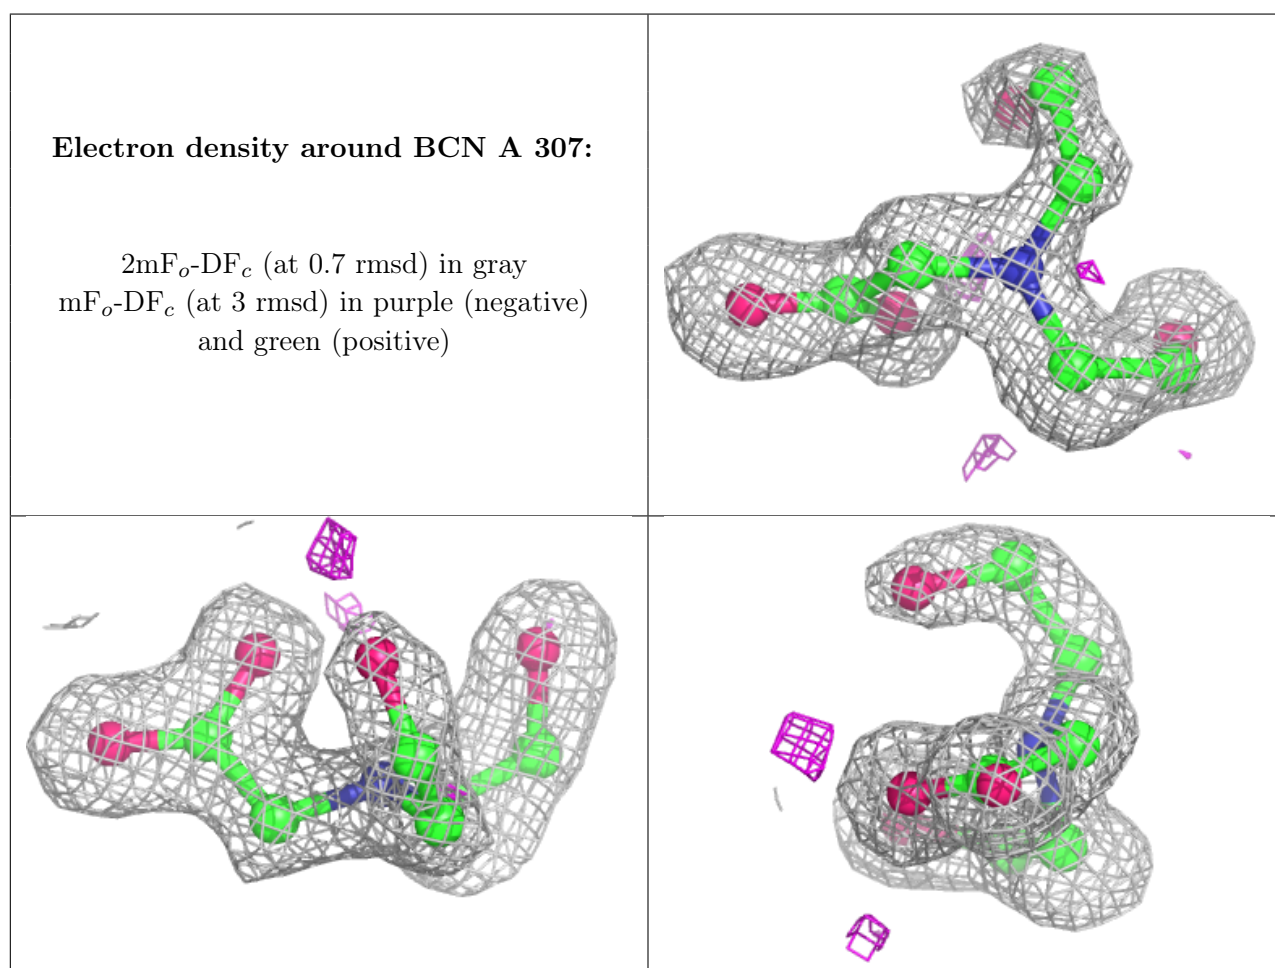 Electron density around BCN A 307:
2mFo-DFc (at 0.7 rmsd) in gray
mFo-DFc (at 3 rmsd) in purple (negative)
and green (positive)